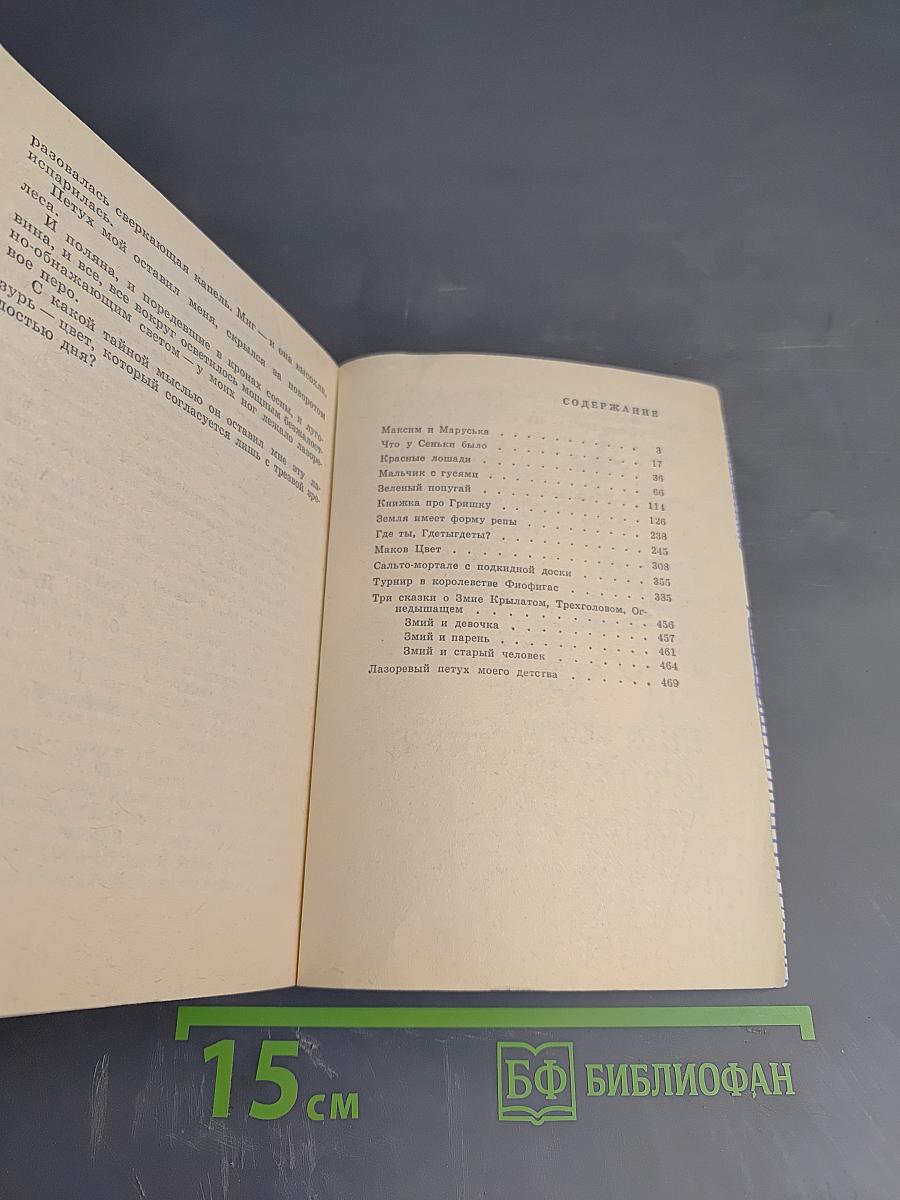 разовалась сверкающая капель. Миг — и она высохла,
испарилась.
Петух мой оставил меня, скрылся за поворотом
леса.
И поляна, и поредевшие в кронах сосны, и луго-
вина, и все, все вокруг осветилось мощным безжалост-
но-обнажающим светом — у моих ног лежало лазоре-
вое перо.
С какой тайной мыслью он оставил мне эту ла-
зурь — цвет, который согласуется лишь с трезвой зре-
лостью дня?
СОДЕРЖАНИЕ
Максим и Маруська . . . . . . . . . 3
Что у Сеньки было . . . . . . . . . 17
Красные лошади . . . . . . . . . 36
Мальчик с гусями . . . . . . . . . 66
Зеленый попугай . . . . . . . . . 114
Книжка про Гришку . . . . . . . . . 126
Земля имеет форму репы . . . . . . . . 238
Где ты, Гдетыгдеты? . . . . . . . . 245
Маков Цвет . . . . . . . . . . 308
Сальто-мортале с подкидной доски . . . . . 355
Турнир в королевстве Фиофигас . . . . . . 385
Три сказки о Змие Крылатом, Трехголовом, Ог-
недышащем . . . . . . . . . 456
Змий и девочка . . . . . . . . 457
Змий и парень . . . . . . . . 461
Змий и старый человек . . . . . . 464
Лазоревый петух моего детства . . . . . . 469
15 см
БФ БИБЛИОФАН